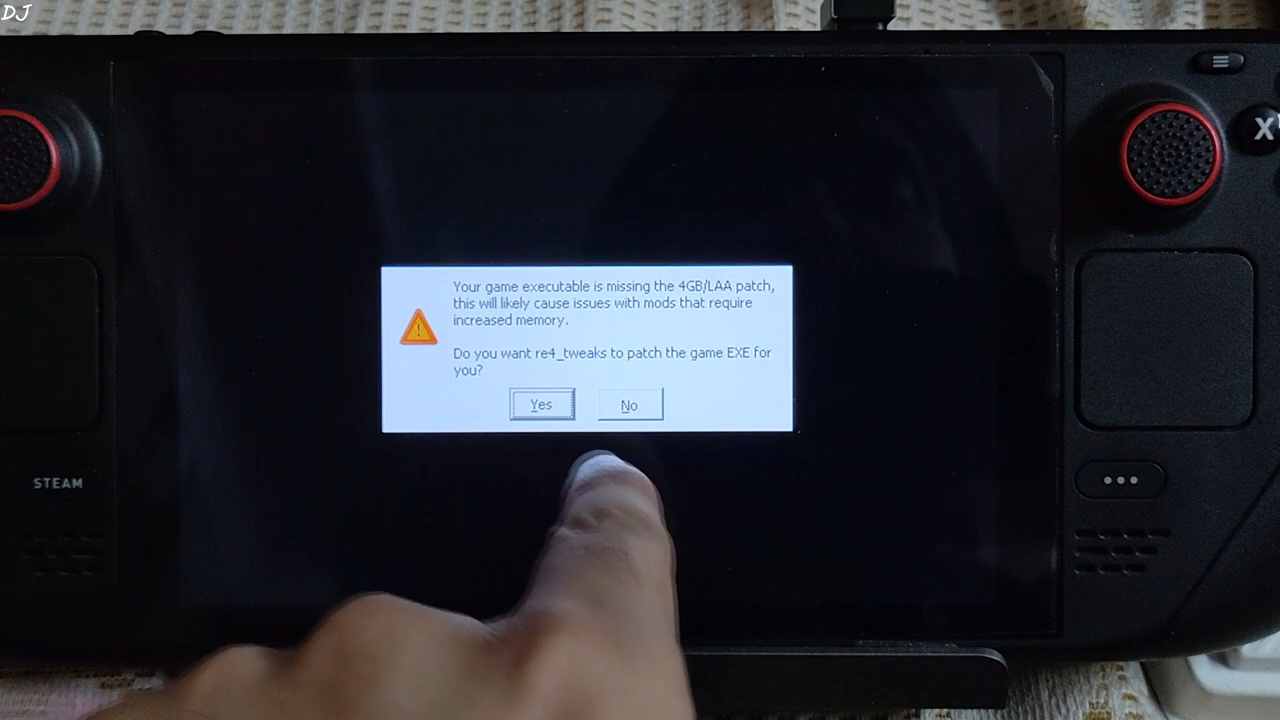 DJ
X
Your game executable is missing the 4GB/LAA patch,
this will likely cause issues with mods that require
increased memory.
Do you want re4_tweaks to patch the game EXE for
you?
Yes
No
STEAM